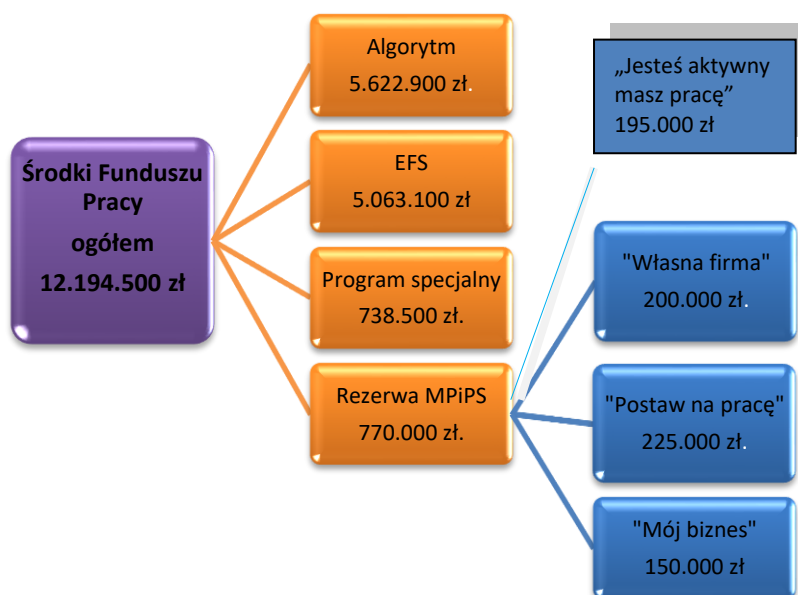 Środki Funduszu
Pracy
ogółem
12.194.500 zł
Algorytm
5.622.900 zł.
EFS
5.063.100 zł
Program specjalny
738.500 zł.
Rezerwa MPiPS
770.000 zł.
„Jesteś aktywny
masz pracę”
195.000 zł
"Własna firma"
200.000 zł.
"Postaw na pracę"
225.000 zł.
"Mój biznes"
150.000 zł